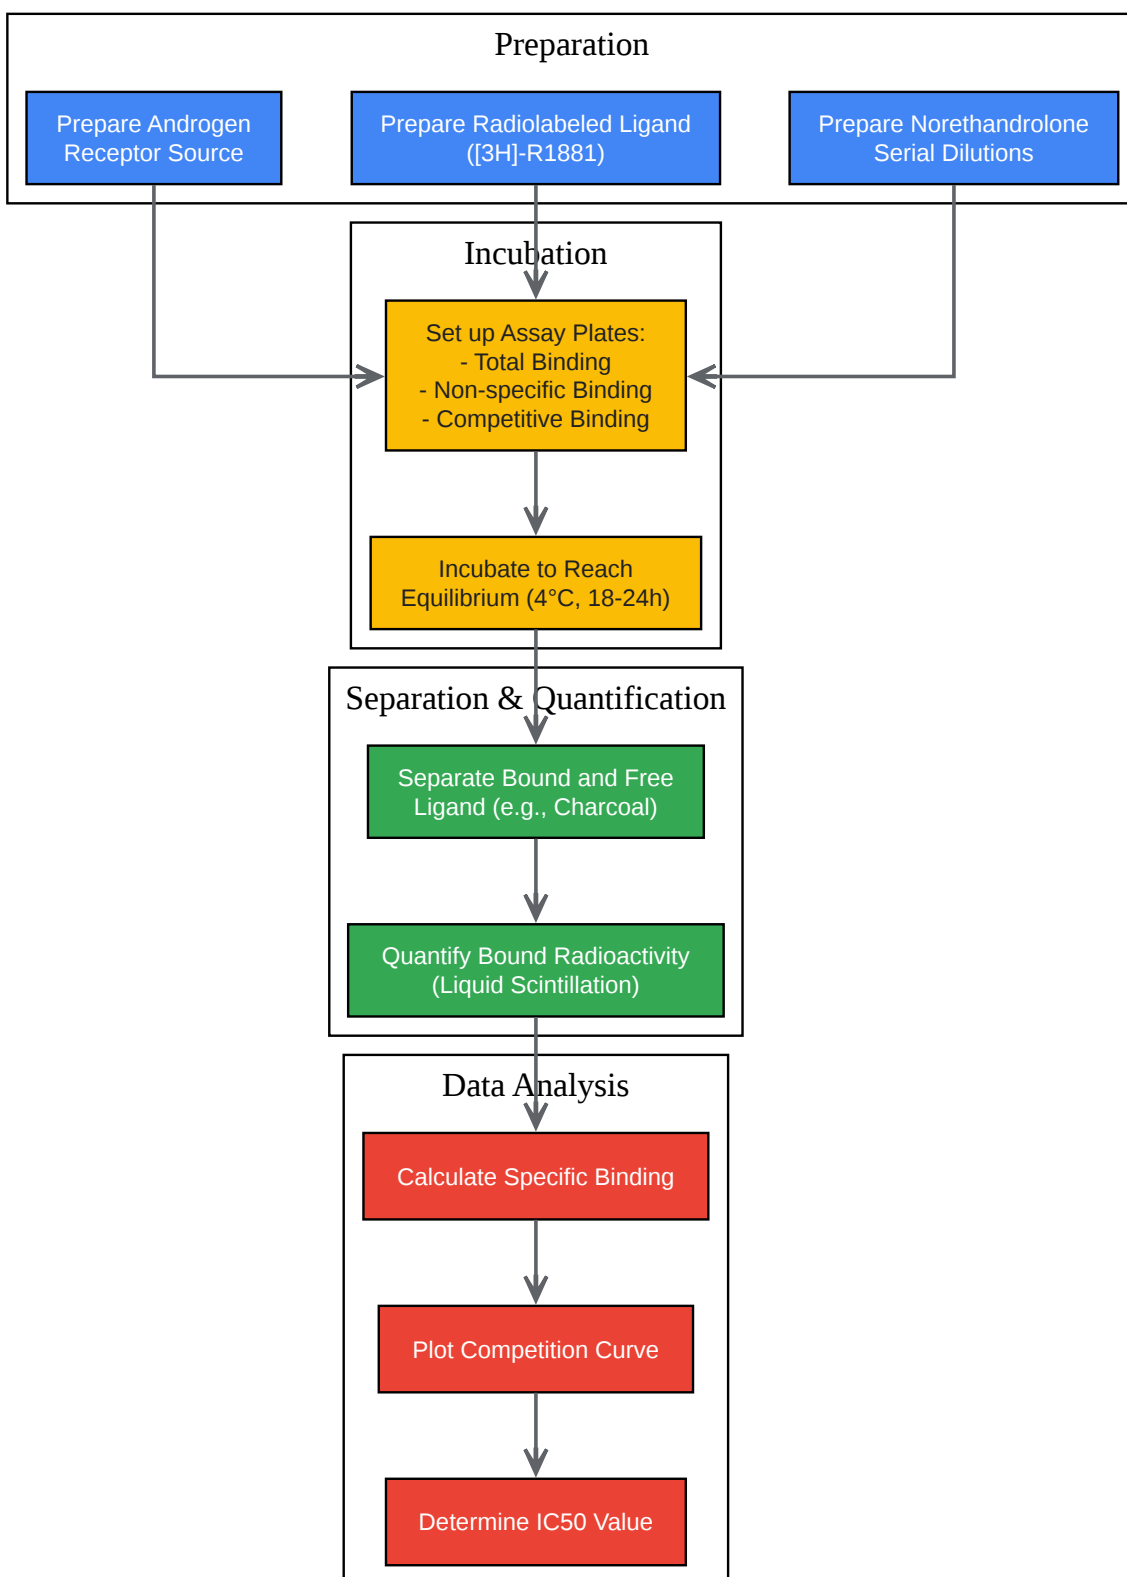 Preparation
Prepare Androgen
Receptor Source
Prepare Radiolabeled Ligand
([3H]-R1881)
Prepare Norethandrolone
Serial Dilutions
Incubation
Set up Assay Plates:
- Total Binding
- Non-specific Binding
- Competitive Binding
Incubate to Reach
Equilibrium (4°C, 18-24h)
Separation & Quantification
Separate Bound and Free
Ligand (e.g., Charcoal)
Quantify Bound Radioactivity
(Liquid Scintillation)
Data Analysis
Calculate Specific Binding
Plot Competition Curve
Determine IC50 Value